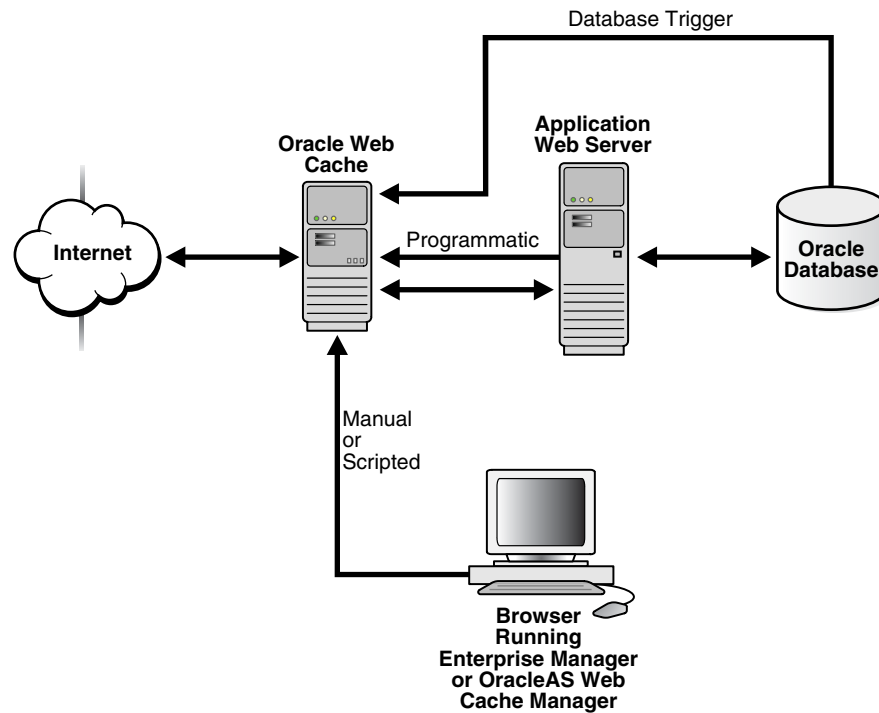 Database Trigger
Application
Web Server
Oracle Web
Cache
Internet
Programmatic
Oracle
Database
Manual
or
Scripted
Browser
Running
Enterprise Manager
or OracleAS Web
Cache Manager